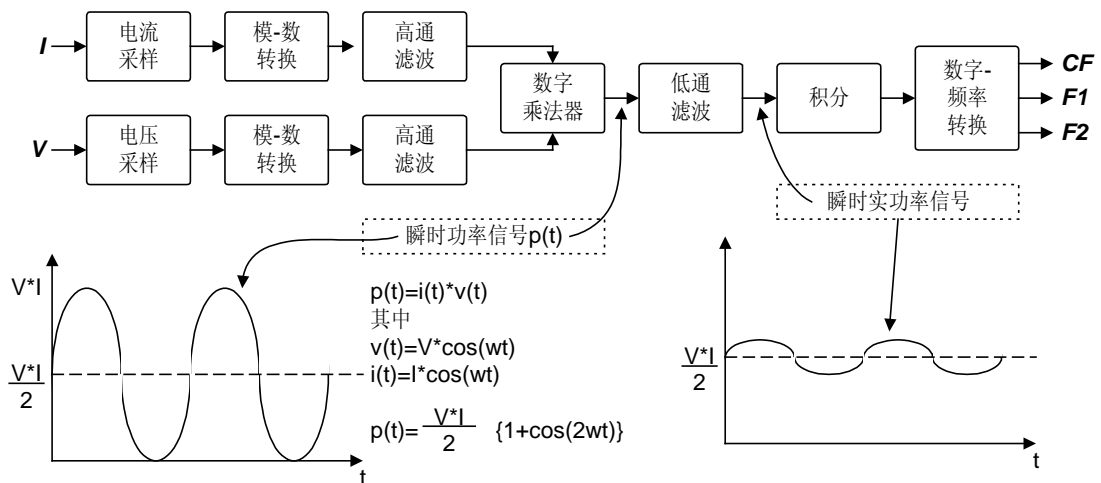 I
电流
采样
模-数
转换
高通
滤波
数字
乘法器
低通
滤波
积分
数字-
频率
转换
CF
F1
F2
V
电压
采样
模-数
转换
高通
滤波
瞬时实功率信号
瞬时功率信号p(t)
V*I
V*I
2
t
p(t)=i(t)*v(t)
其中
v(t)=V*cos(wt)
i(t)=I*cos(wt)
p(t)= V*I
2
{1+cos(2wt)}
V*I
2
t